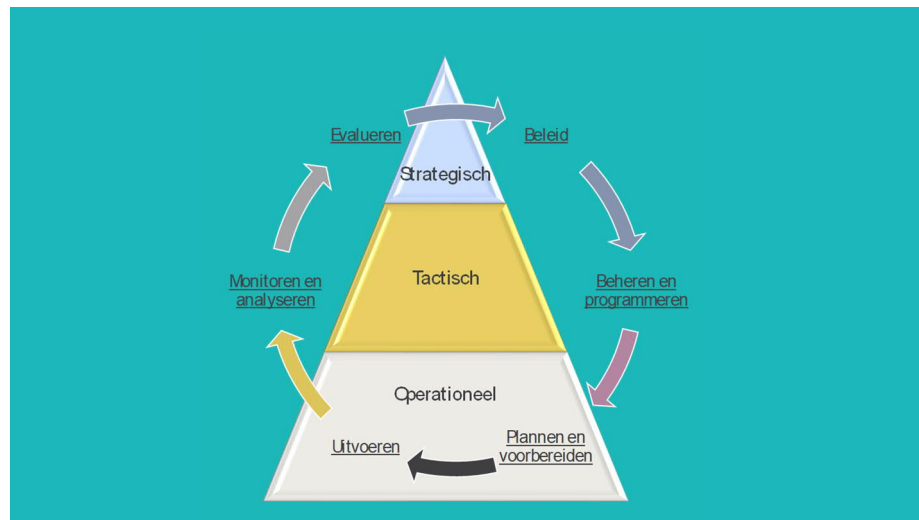 Evalueren
Beleid
Strategisch
Monitoren en
analyseren
Tactisch
Beheren en
programmeren
Operationeel
Uitvoeren
Plannen en
voorbereiden